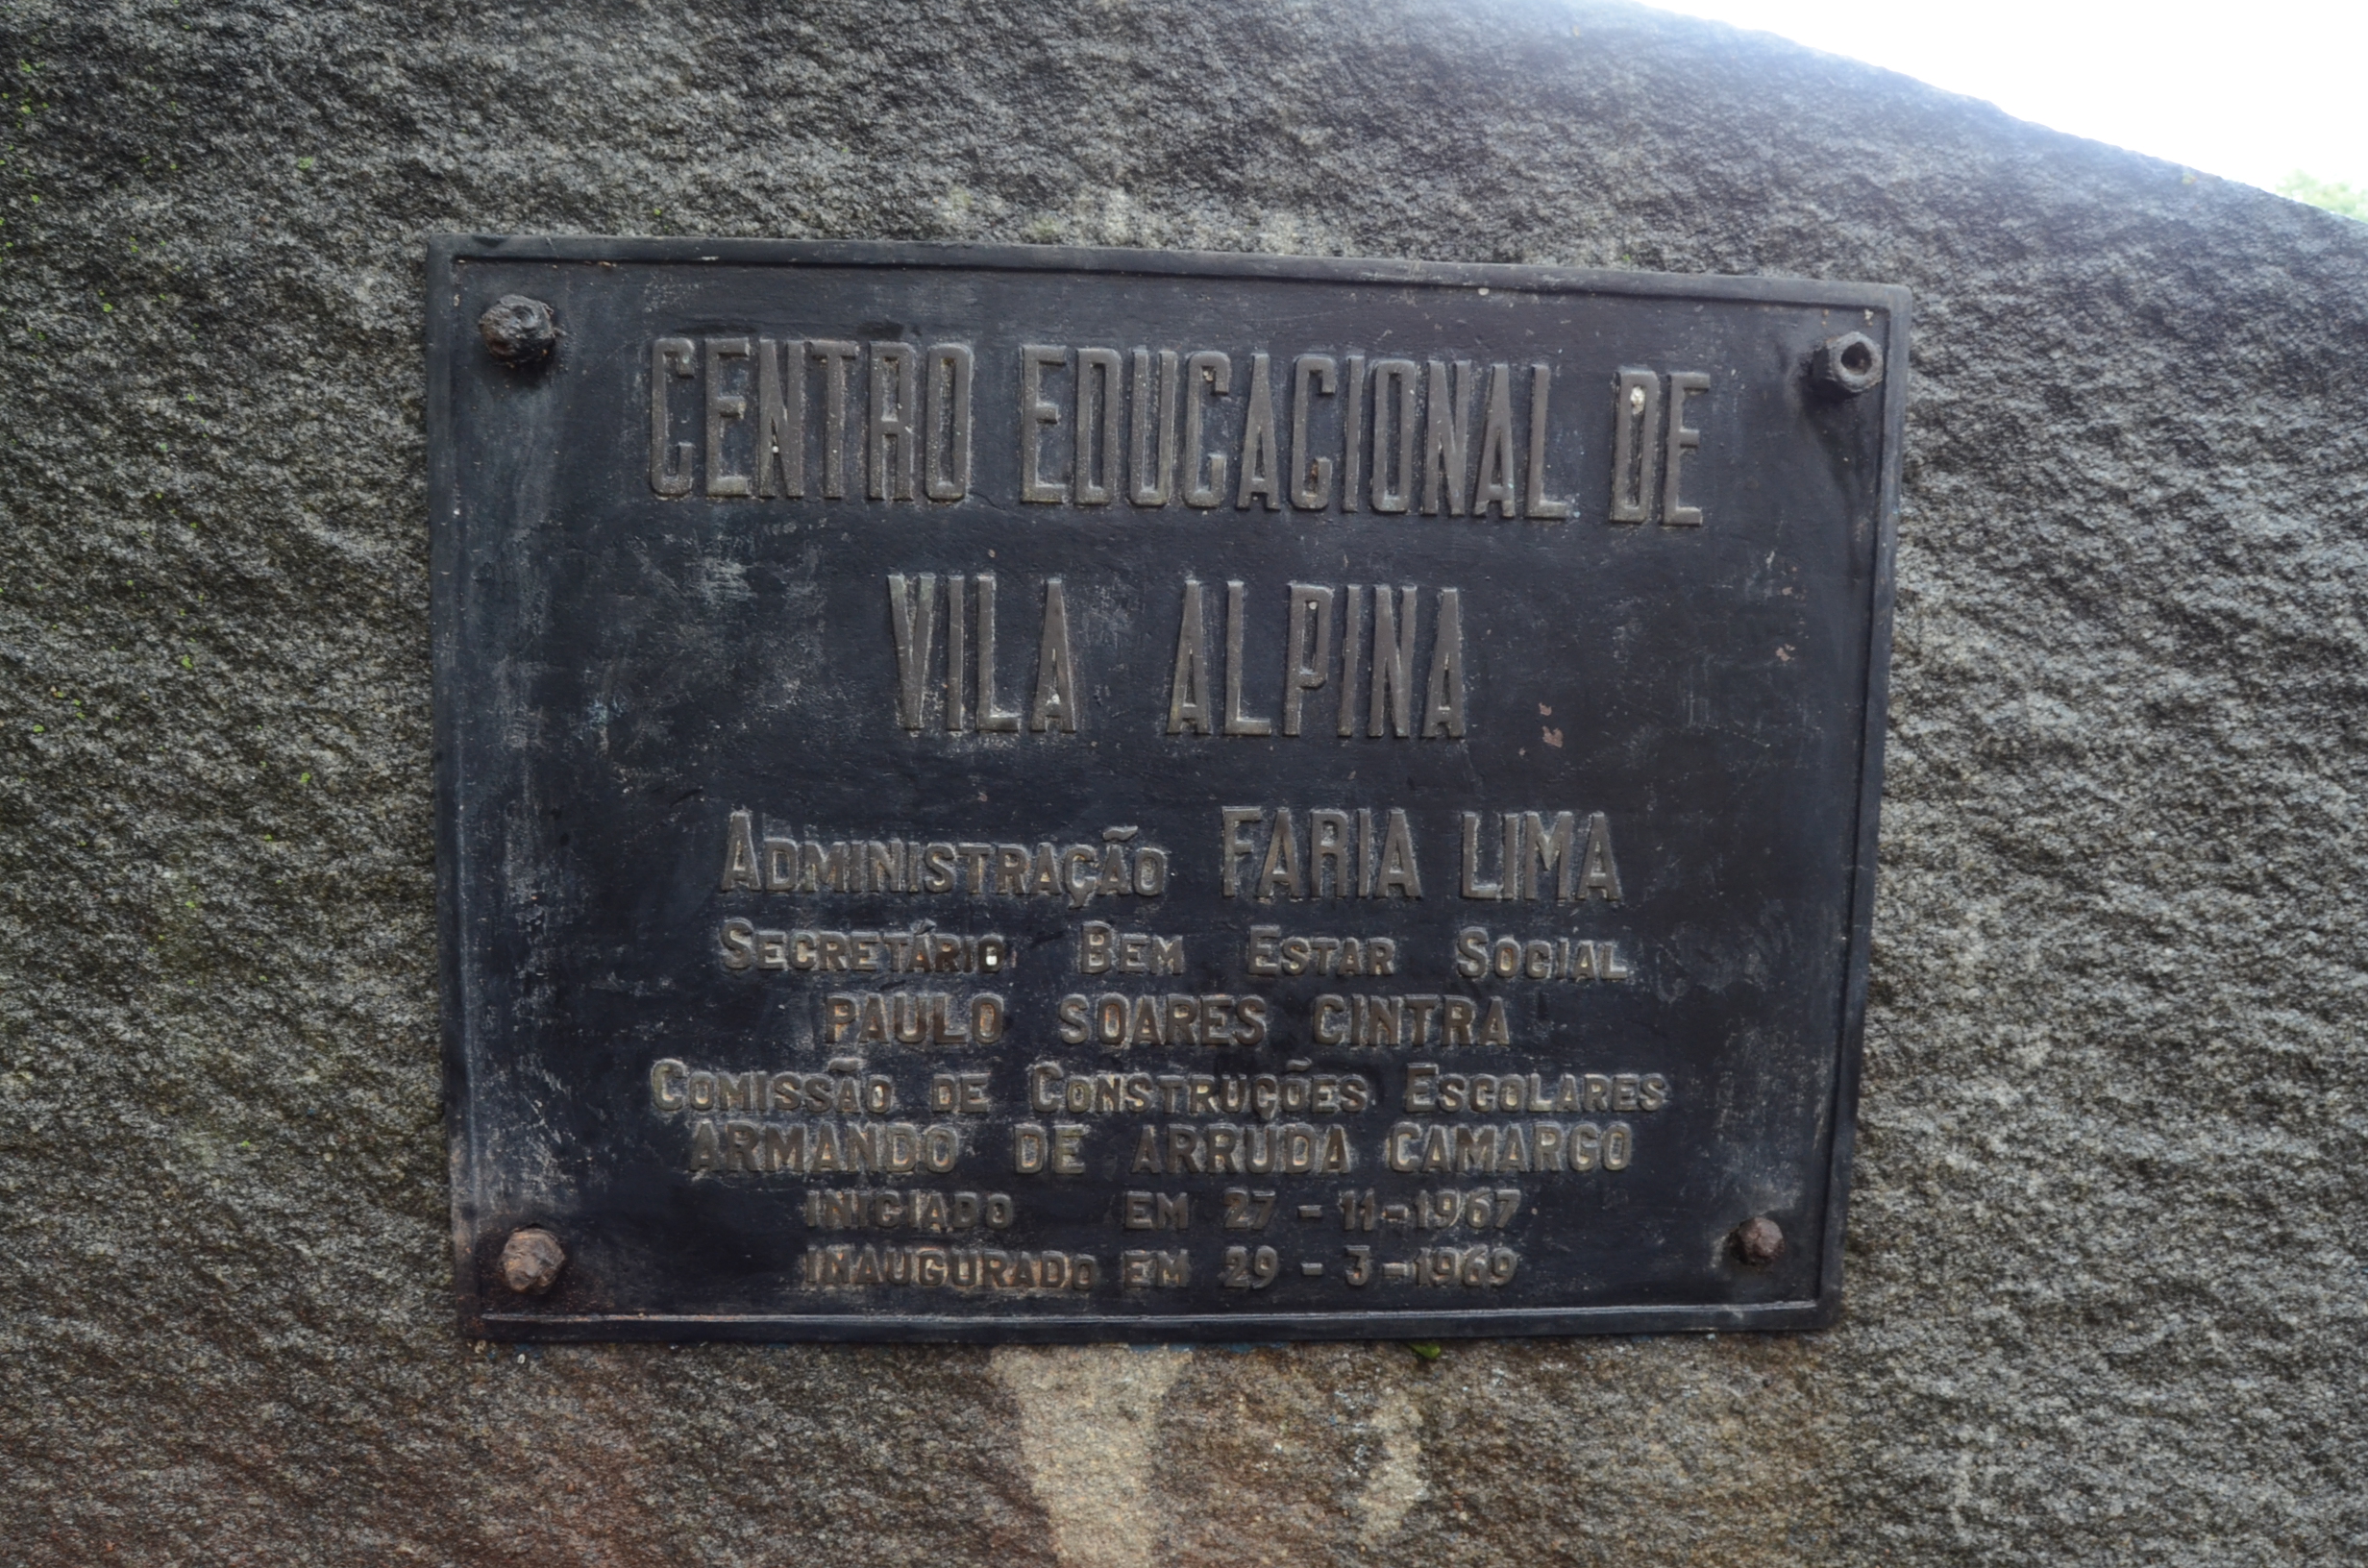 CENTRO EDUCACIONAL DE
VILA ALPINA
ADMINISTRAÇÃO FARIA LIMA
SECRETÁRIO BEM ESTAR SOCIAL
PAULO SOARES CINTRA
COMISSÃO DE CONSTRUÇÕES ESCOLARES
ARMANDO DE ARRUDA CAMARGO
INICIADO EM 27 - 11 - 1967
INAUGURADO EM 29 - 3 - 1969